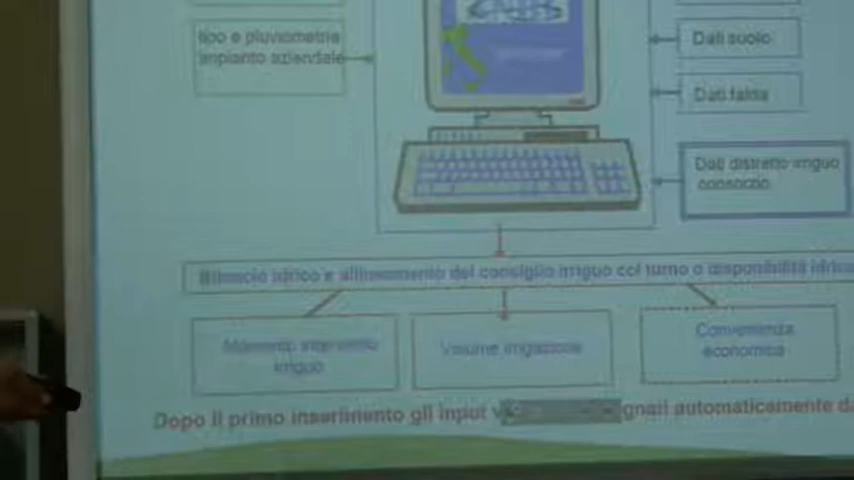 tipo e pluviometria
impianto aziendale
Dati suolo
Dati falda
Dati distretto irriguo
consorzio
Bilancio idrico e allineamento del consiglio irriguo col turno o disponibilità idrica
Momento intervento
irriguo
Volume irrigazione
Convenienza
economica
Dopo il primo inserimento gli input
automaticamente